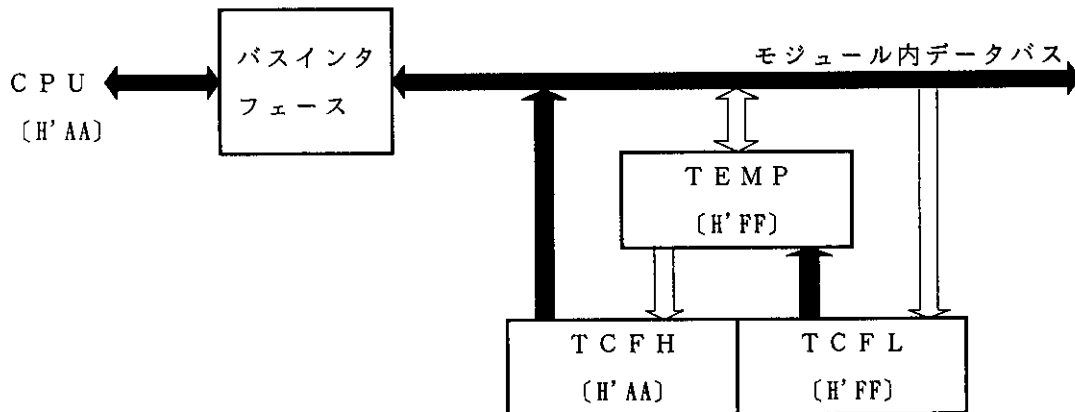 CPU
〔H'AA〕
バスインタ
フェース
モジュール内データバス
TEMP
〔H'FF〕
TCFH
〔H'AA〕
TCFL
〔H'FF〕